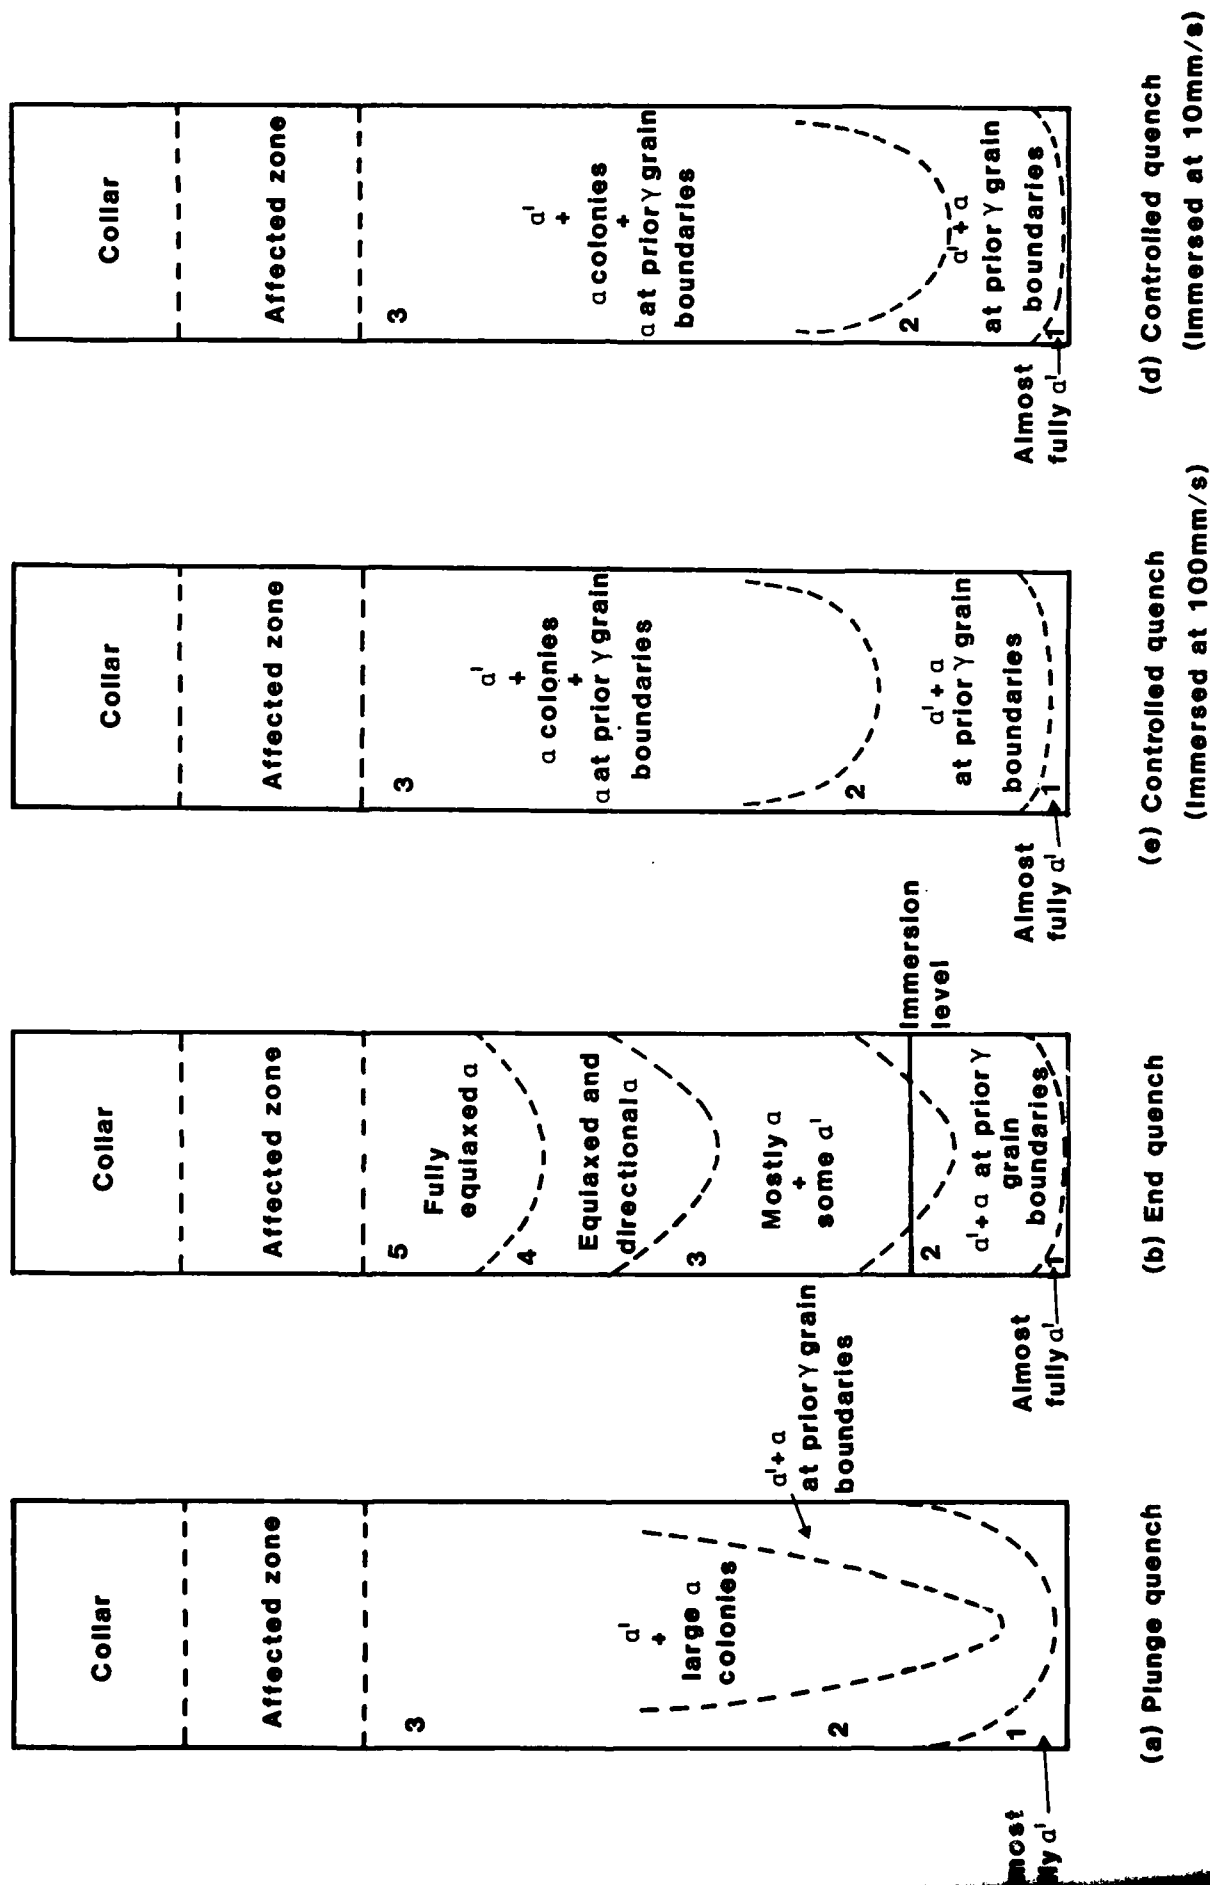 Collar
Affected zone
3
α'
+
large α
colonies
2
α'+α
at prior γ grain
boundaries
1
most
lly α'
(a) Plunge quench
Collar
Affected zone
5
Fully
equiaxed α
4
Equiaxed and
directional α
3
Mostly α
+
some α'
Immersion
level
2
α'+α at prior γ
grain
boundaries
1
Almost
fully α'
(b) End quench
Collar
Affected zone
3
α'
+
α colonies
+
α at prior γ grain
boundaries
2
α'+α
at prior γ grain
boundaries
1
Almost
fully α'
(e) Controlled quench
(Immersed at 100mm/s)
Collar
Affected zone
3
α'
+
α colonies
+
α at prior γ grain
boundaries
2
α'+α
at prior γ grain
boundaries
1
Almost
fully α'
(d) Controlled quench
(Immersed at 10mm/s)